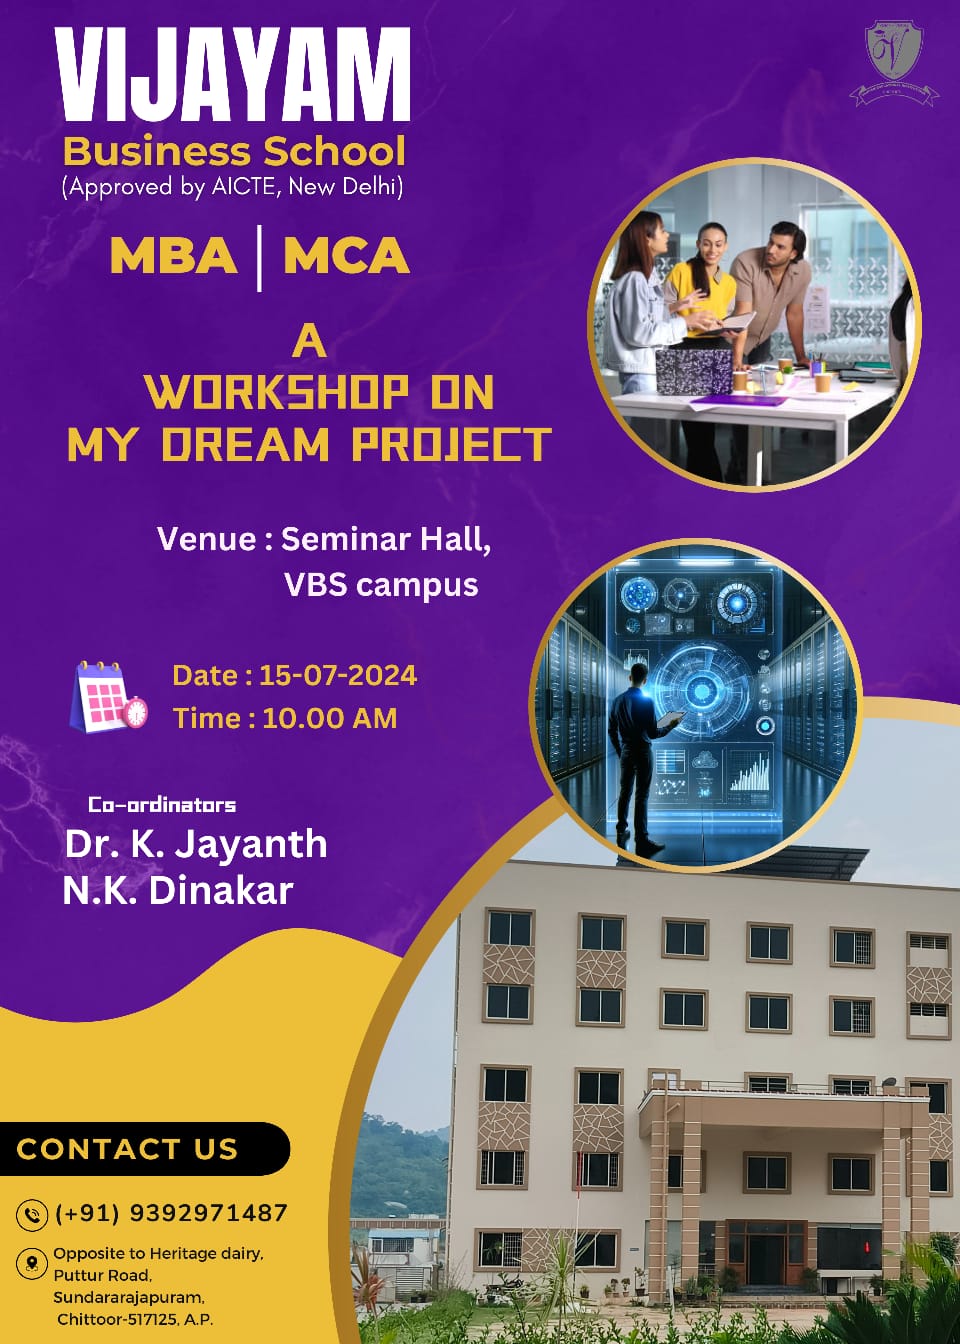 VIJAYAM
Business School
(Approved by AICTE, New Delhi)
MBA | MCA
A
WORKSHOP ON
MY DREAM PROJECT
Venue : Seminar Hall,
VBS campus
Date : 15-07-2024
Time : 10.00 AM
Co-ordinators
Dr. K. Jayanth
N.K. Dinakar
CONTACT US
(+91) 9392971487
Opposite to Heritage dairy,
Puttur Road,
Sundararajapuram,
Chittoor-517125, A.P.